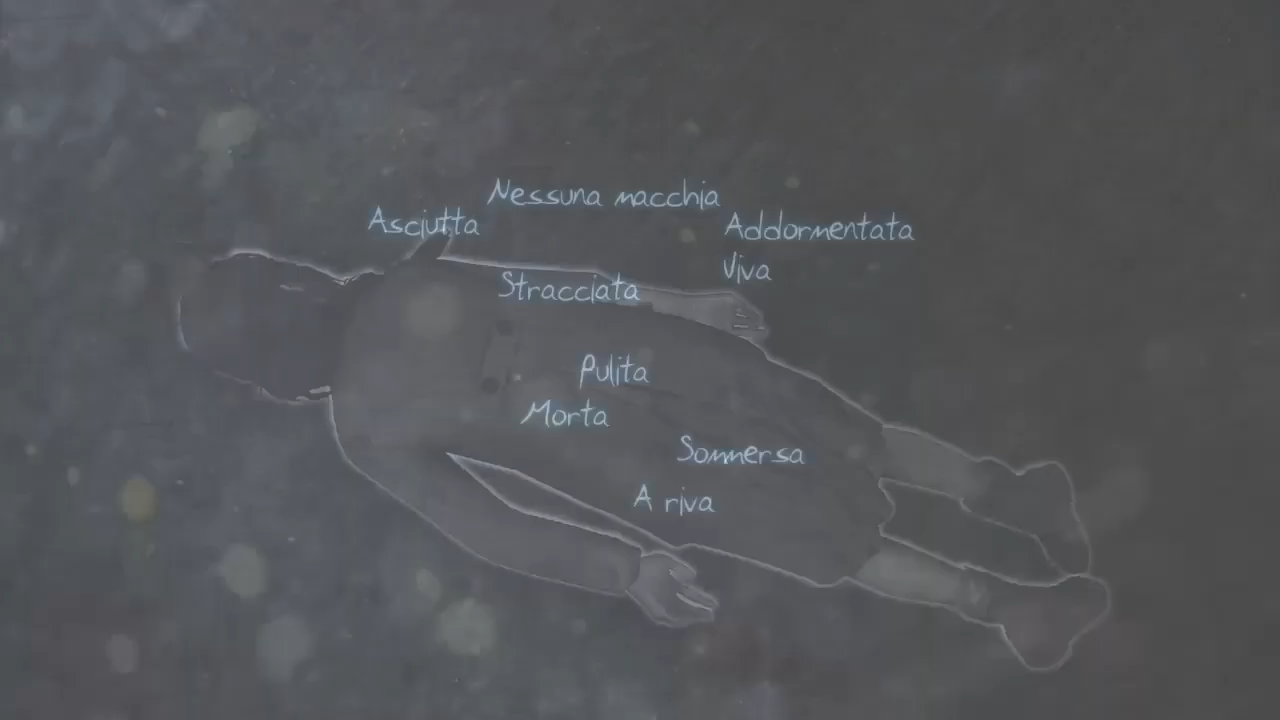 Nessuna macchia
Asciutta
Addormentata
Viva
Stracciata
Pulita
Morta
Sommersa
A riva